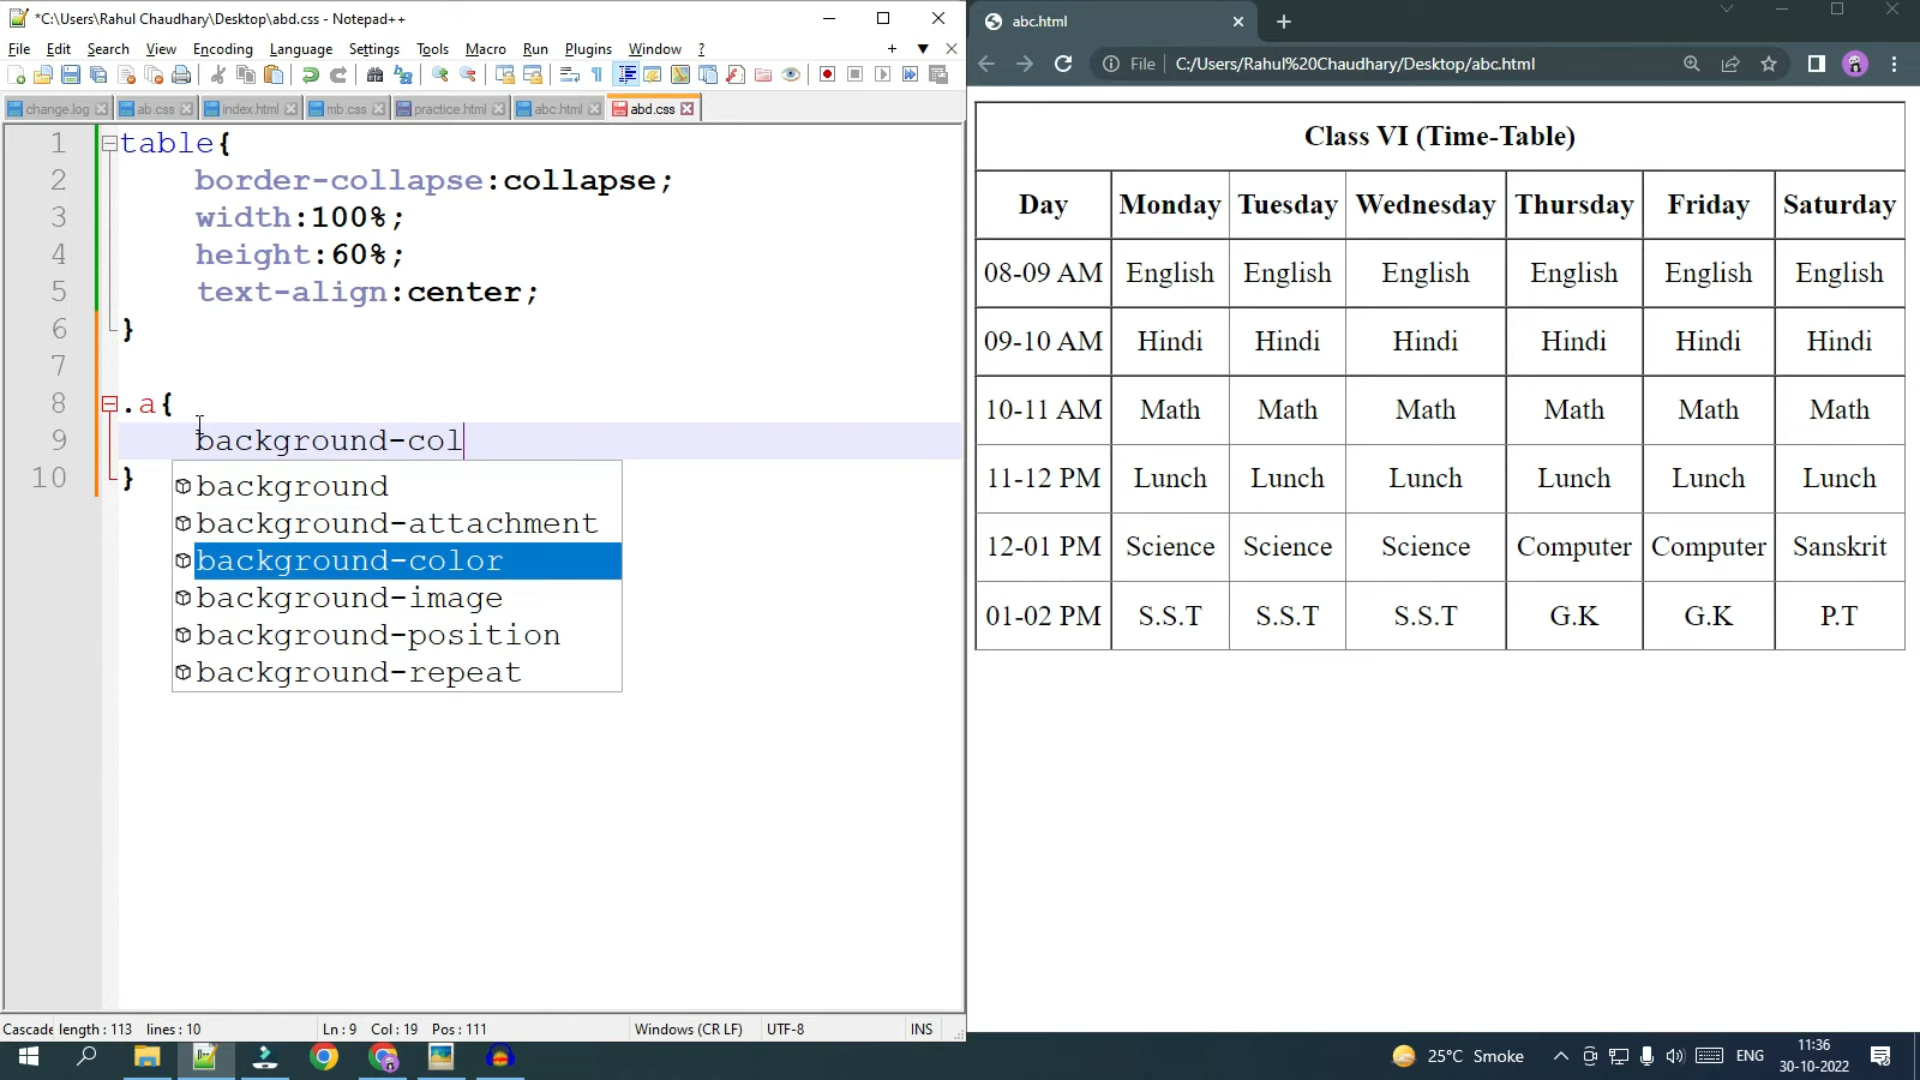 *C:\Users\Rahul Chaudhary\Desktop\abd.css - Notepad++
File Edit Search View Encoding Language Settings Tools Macro Run Plugins Window ?
change.log ab.css index.html mb.css practice.html abc.html abd.css
1 table{
2 border-collapse:collapse;
3 width:100%;
4 height:60%;
5 text-align:center;
6 }
7
8 .a{
9 background-col
10 }
background
background-attachment
background-color
background-image
background-position
background-repeat
Cascade length : 113 lines : 10 Ln : 9 Col : 19 Pos : 111 Windows (CR LF) UTF-8 INS
abc.html
File C:/Users/Rahul%20Chaudhary/Desktop/abc.html
Class VI (Time-Table)
Day Monday Tuesday Wednesday Thursday Friday Saturday
08-09 AM English English English English English English
09-10 AM Hindi Hindi Hindi Hindi Hindi Hindi
10-11 AM Math Math Math Math Math Math
11-12 PM Lunch Lunch Lunch Lunch Lunch Lunch
12-01 PM Science Science Science Computer Computer Sanskrit
01-02 PM S.S.T S.S.T S.S.T G.K G.K P.T
25°C Smoke ENG 11:36
30-10-2022